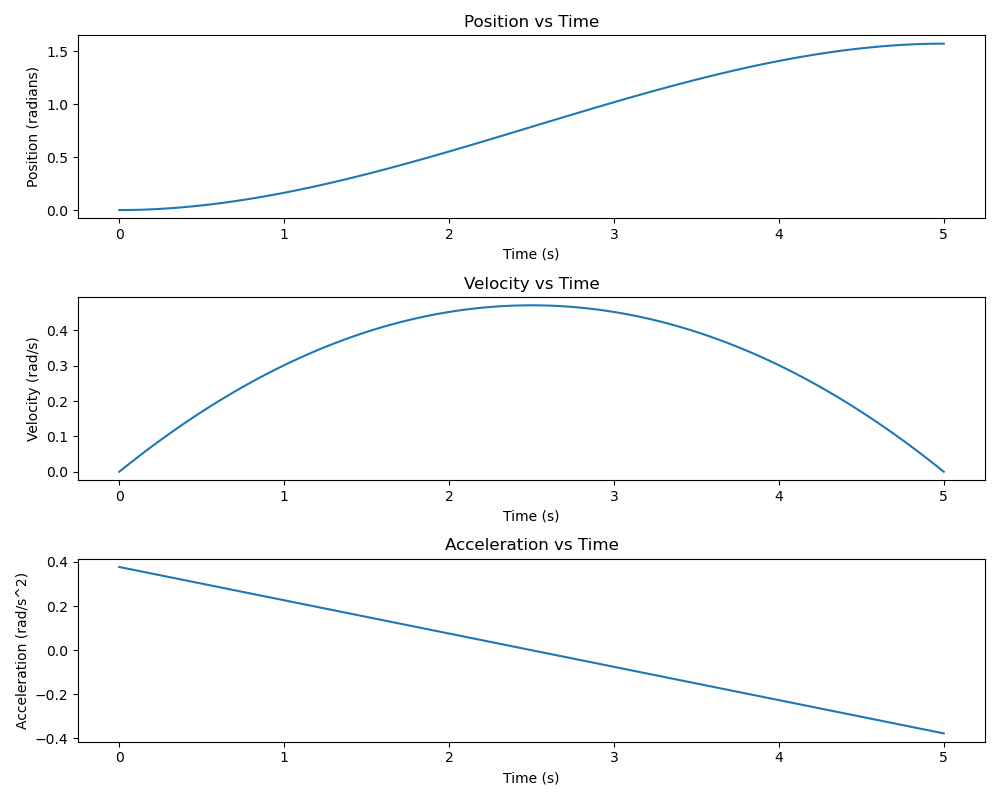 Position vs Time
1.5
1.0
0.5
0.0
Position (radians)
0 1 2 3 4 5
Time (s)
Velocity vs Time
0.4
0.3
0.2
0.1
0.0
Velocity (rad/s)
0 1 2 3 4 5
Time (s)
Acceleration vs Time
0.4
0.2
0.0
−0.2
−0.4
Acceleration (rad/s^2)
0 1 2 3 4 5
Time (s)